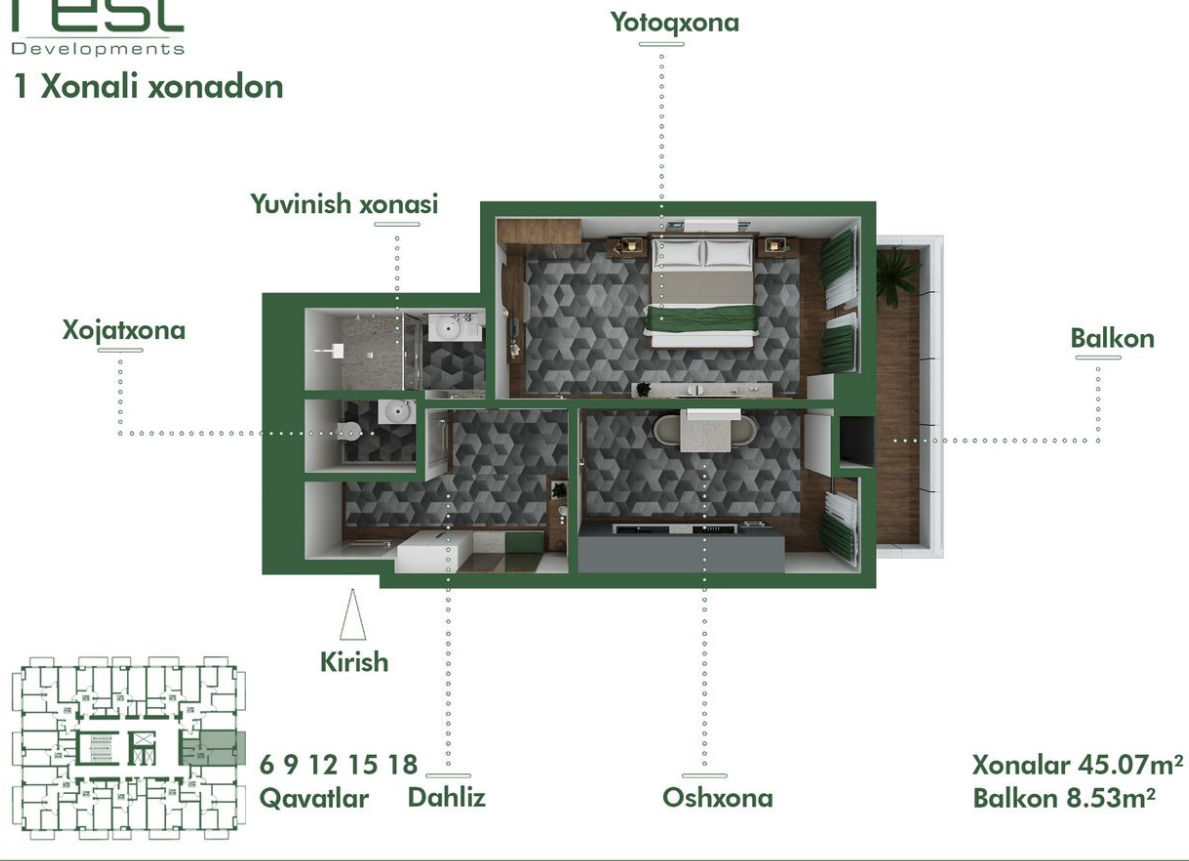 Developments
1 Xonali xonadon
Yotoqxona
Yuvinish xonasi
Xojatxona
Balkon
Kirish
6 9 12 15 18
Qavatlar
Dahliz
Oshxona
Xonalar 45.07m²
Balkon 8.53m²